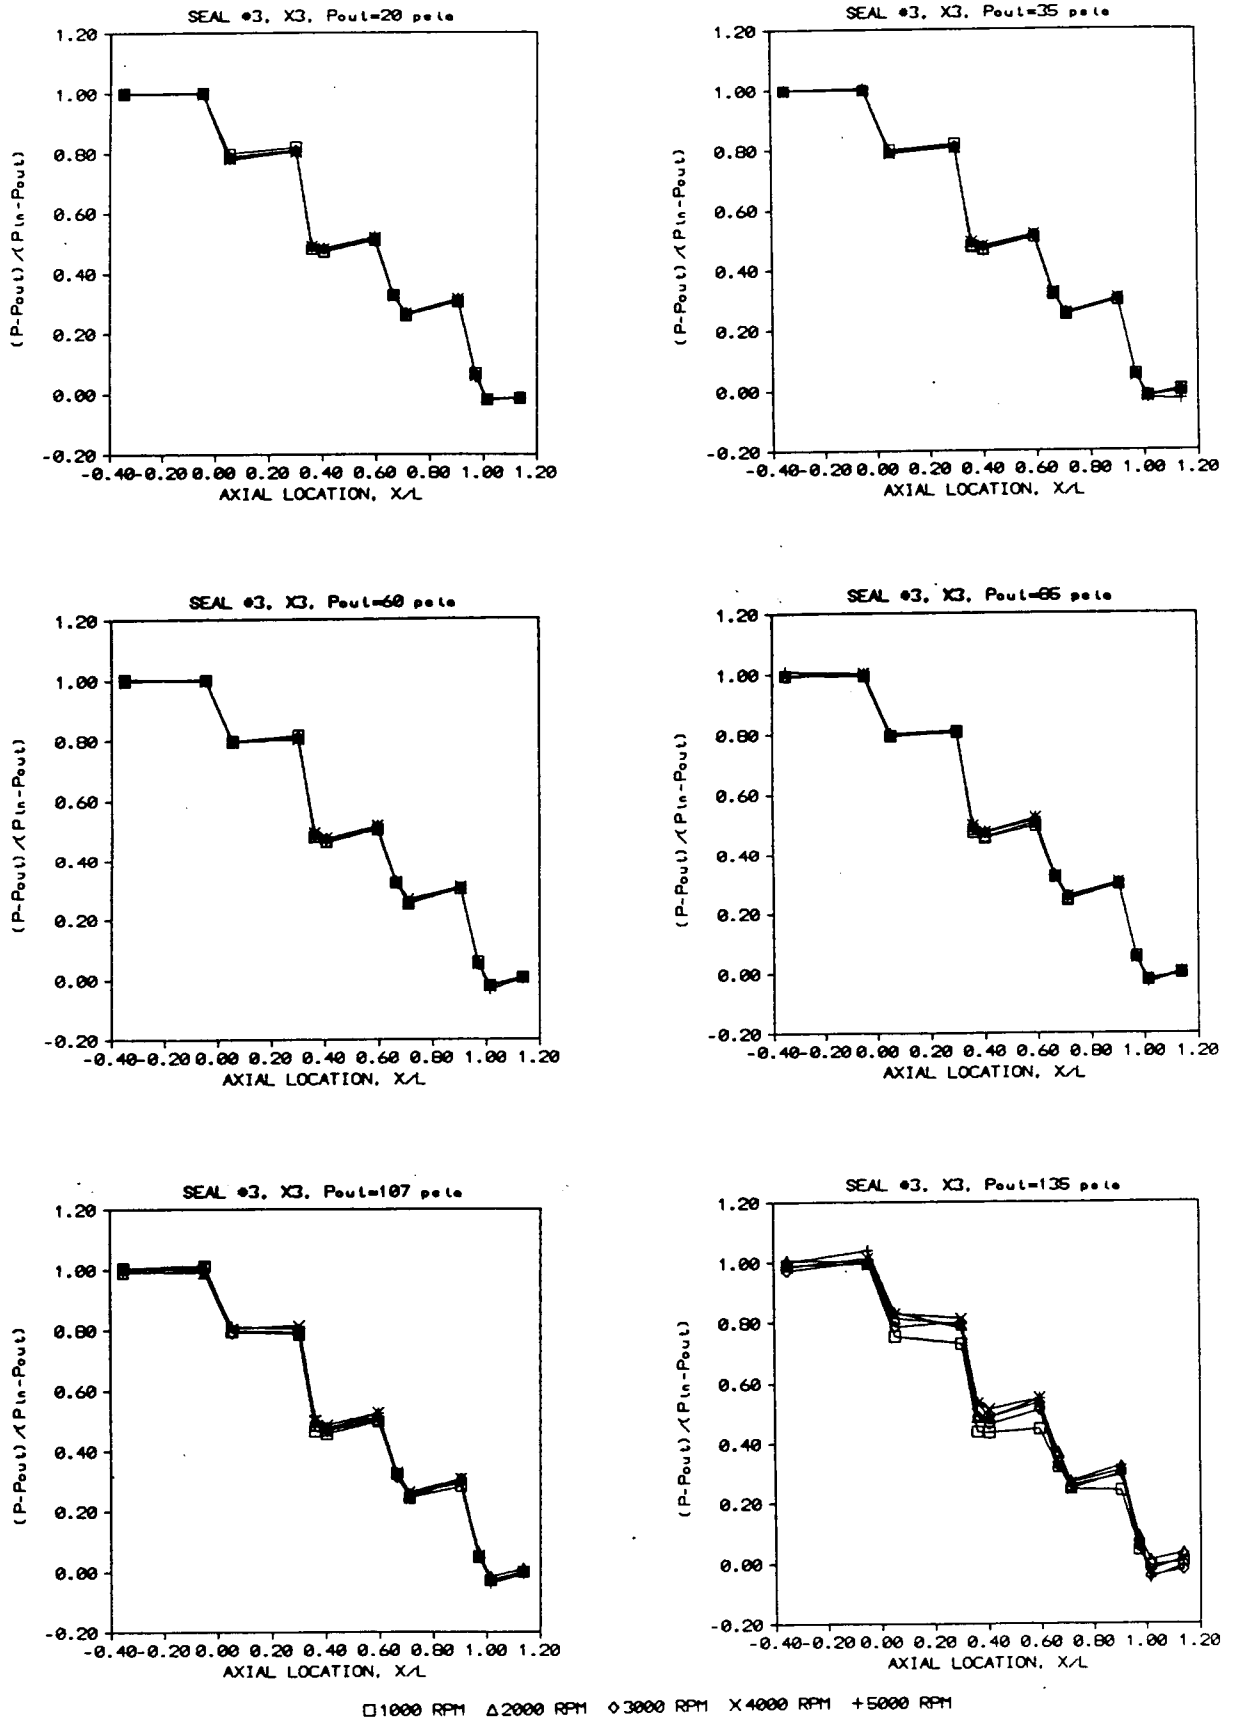 SEAL #3, X3, Pout=20 psia
1.20
1.00
0.80
0.60
0.40
0.20
0.00
-0.20
(P-Pout)/(Pin-Pout)
-0.40 -0.20 0.00 0.20 0.40 0.60 0.80 1.00 1.20
AXIAL LOCATION, X/L
SEAL #3, X3, Pout=35 psia
1.20
1.00
0.80
0.60
0.40
0.20
0.00
-0.20
(P-Pout)/(Pin-Pout)
-0.40 -0.20 0.00 0.20 0.40 0.60 0.80 1.00 1.20
AXIAL LOCATION, X/L
SEAL #3, X3, Pout=60 psia
1.20
1.00
0.80
0.60
0.40
0.20
0.00
-0.20
(P-Pout)/(Pin-Pout)
-0.40 -0.20 0.00 0.20 0.40 0.60 0.80 1.00 1.20
AXIAL LOCATION, X/L
SEAL #3, X3, Pout=85 psia
1.20
1.00
0.80
0.60
0.40
0.20
0.00
-0.20
(P-Pout)/(Pin-Pout)
-0.40 -0.20 0.00 0.20 0.40 0.60 0.80 1.00 1.20
AXIAL LOCATION, X/L
SEAL #3, X3, Pout=107 psia
1.20
1.00
0.80
0.60
0.40
0.20
0.00
-0.20
(P-Pout)/(Pin-Pout)
-0.40 -0.20 0.00 0.20 0.40 0.60 0.80 1.00 1.20
AXIAL LOCATION, X/L
SEAL #3, X3, Pout=135 psia
1.20
1.00
0.80
0.60
0.40
0.20
0.00
-0.20
(P-Pout)/(Pin-Pout)
-0.40 -0.20 0.00 0.20 0.40 0.60 0.80 1.00 1.20
AXIAL LOCATION, X/L
□1000 RPM △2000 RPM ◇3000 RPM ×4000 RPM +5000 RPM